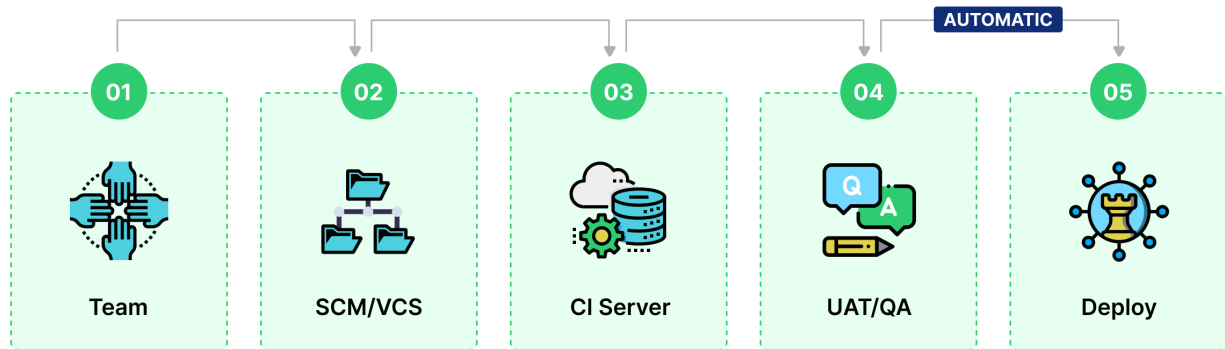 AUTOMATIC
01
02
03
04
05
Q
A
Team
SCM/VCS
CI Server
UAT/QA
Deploy